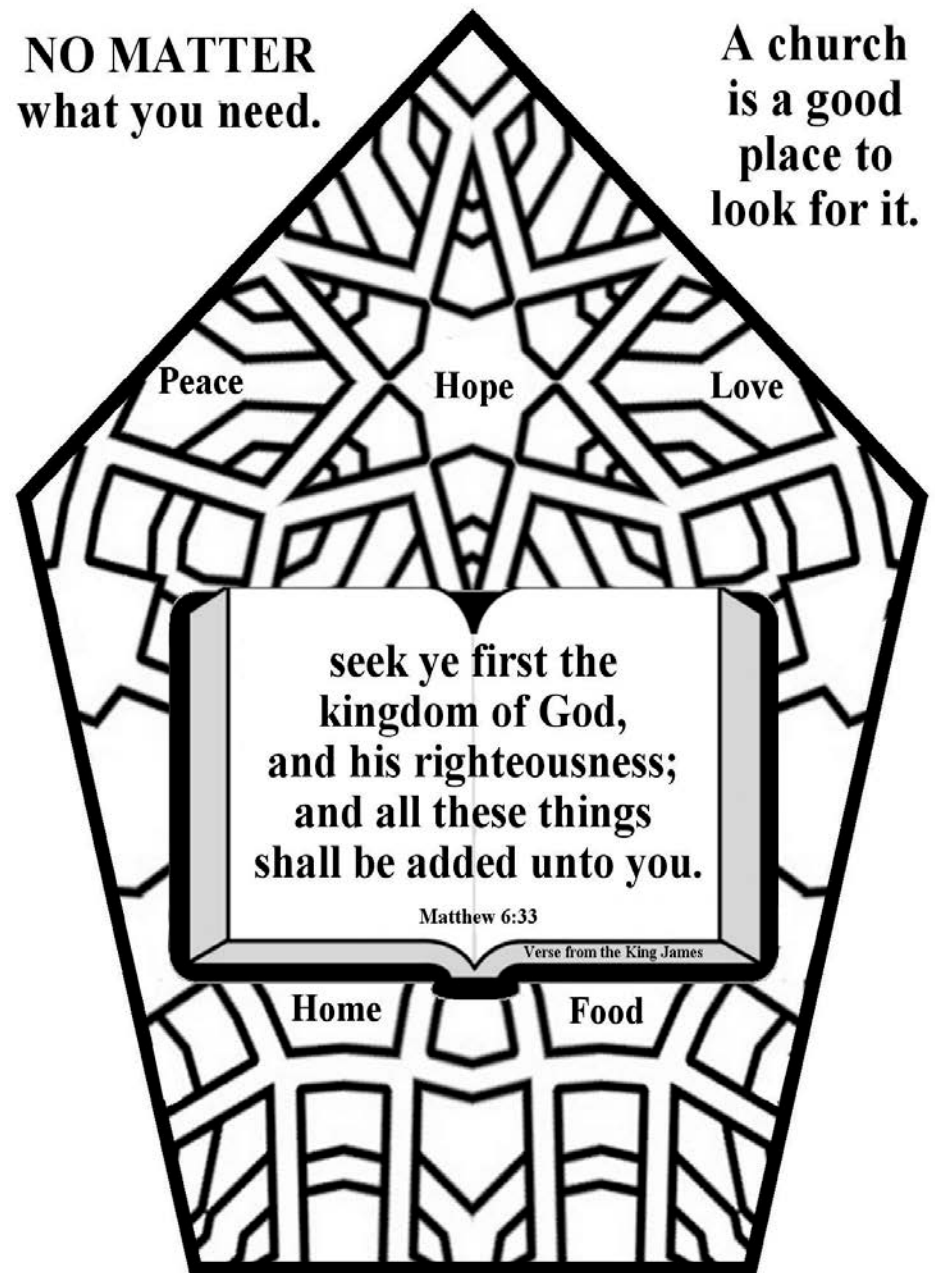 NO MATTER
what you need.
A church
is a good
place to
look for it.
Peace
Hope
Love
seek ye first the
kingdom of God,
and his righteousness;
and all these things
shall be added unto you.
Matthew 6:33
Verse from the King James
Home
Food